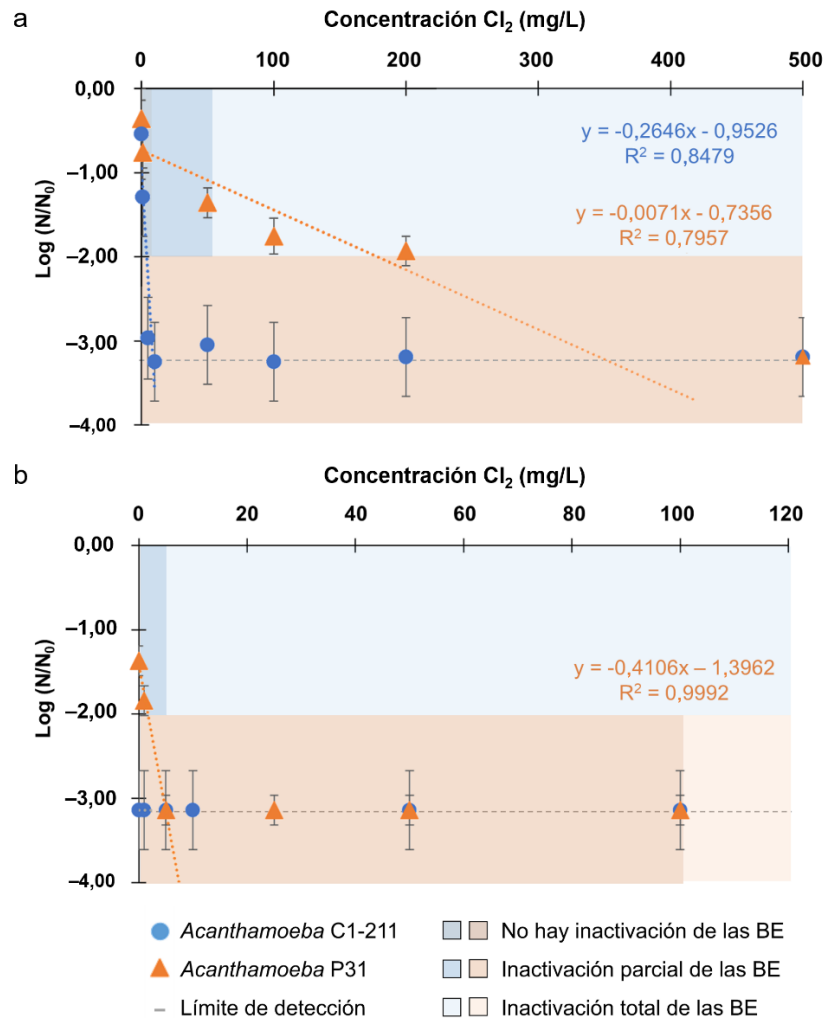 a
Concentración Cl₂ (mg/L)
0 100 200 300 400 500
0,00
−1,00
−2,00
−3,00
−4,00
Log (N/N₀)
y = -0,2646x - 0,9526
R² = 0,8479
y = -0,0071x - 0,7356
R² = 0,7957
b
Concentración Cl₂ (mg/L)
0 20 40 60 80 100 120
0,00
−1,00
−2,00
−3,00
−4,00
Log (N/N₀)
y = -0,4106x – 1,3962
R² = 0,9992
Acanthamoeba C1-211
Acanthamoeba P31
Límite de detección
No hay inactivación de las BE
Inactivación parcial de las BE
Inactivación total de las BE